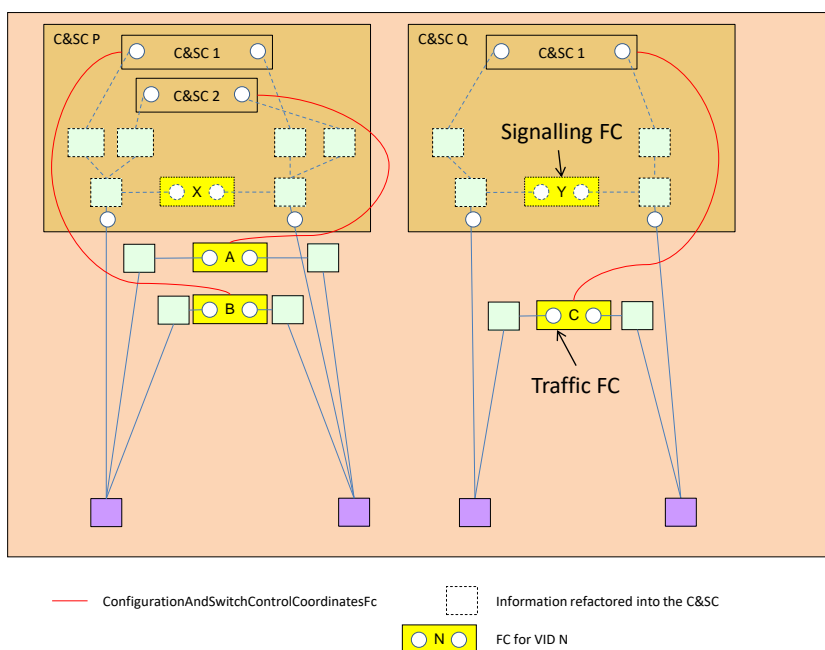 C&SC P
C&SC 1
C&SC 2
X
A
B
C&SC Q
C&SC 1
Signalling FC
Y
C
Traffic FC
ConfigurationAndSwitchControlCoordinatesFc
Information refactored into the C&SC
N
FC for VID N